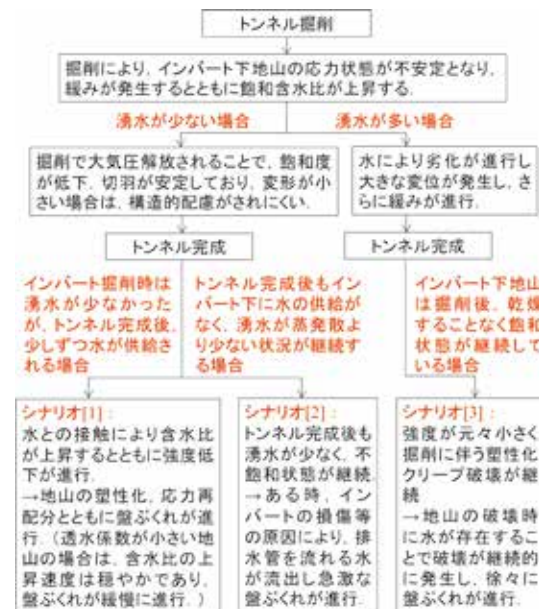 トンネル掘削
掘削により，インバート下地山の応力状態が不安定となり，
緩みが発生するとともに飽和含水比が上昇する．
湧水が少ない場合
湧水が多い場合
掘削で大気圧解放されることで，飽和度
が低下．切羽が安定しており，変形が小
さい場合は，構造的配慮がされにくい．
水により劣化が進行し
大きな変位が発生し，さ
らに緩みが進行．
トンネル完成
トンネル完成
インバート掘削時は
湧水が少なかった
が，トンネル完成後，
少しずつ水が供給さ
れる場合
トンネル完成後もイン
バート下に水の供給が
なく，湧水が蒸発散よ
り少ない状況が継続す
る場合
インバート下地山
は掘削後，乾燥
することなく飽和
状態が継続して
いる場合
シナリオ[1]：
水との接触により含水比
が上昇するとともに強度低
下が進行．
→地山の塑性化，応力再
配分とともに盤ぶくれが進
行．（透水係数が小さい地
山の場合は，含水比の上
昇速度は穏やかであり，
盤ぶくれが緩慢に進行．）
シナリオ[2]：
トンネル完成後も
湧水が少なく，不
飽和状態が継続．
→ある時，イン
バートの損傷等
の原因により，排
水管を流れる水
が流出し急激な
盤ぶくれが進行．
シナリオ[3]：
強度が元々小さく
掘削に伴う塑性化
クリープ破壊が継
続
→地山の破壊時
に水が存在するこ
とで破壊が継続的
に発生し，徐々に
盤ぶくれが進行．